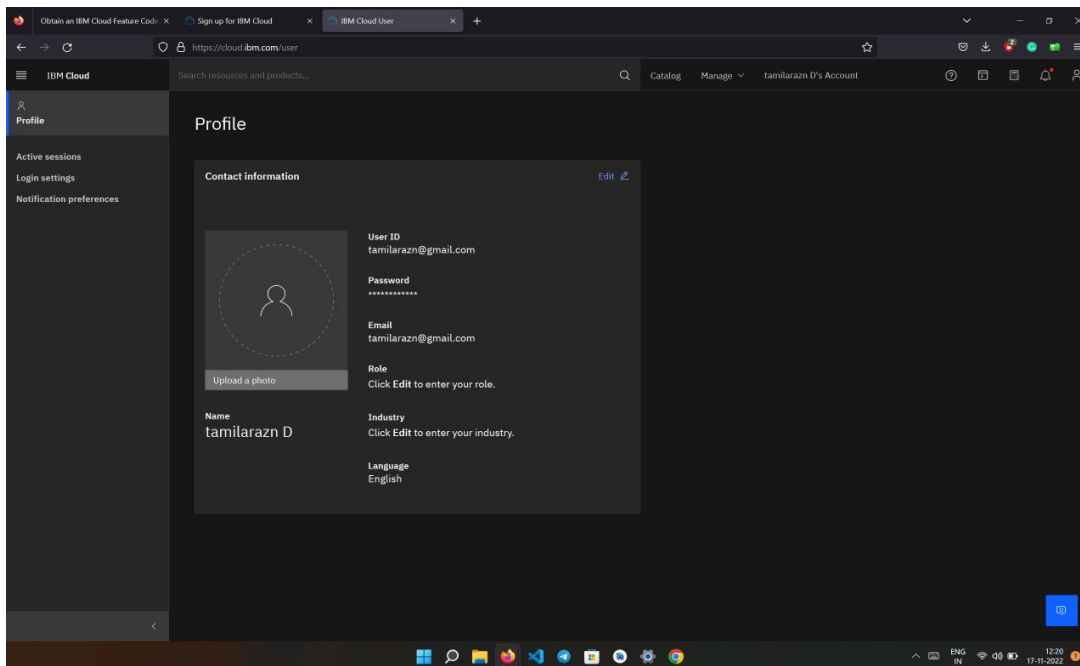 Obtain an IBM Cloud Feature Code
Sign up for IBM Cloud
IBM Cloud User
https://cloud.ibm.com/user
2
IBM Cloud
Search resources and products...
Catalog
Manage
tamilarazn D's Account
Profile
Active sessions
Login settings
Notification preferences
Profile
Contact information
Edit
User ID
tamilarazn@gmail.com
Password
************
Email
tamilarazn@gmail.com
Role
Click Edit to enter your role.
Upload a photo
Name
tamilarazn D
Industry
Click Edit to enter your industry.
Language
English
ENG
IN
12:20
17-11-2022
1